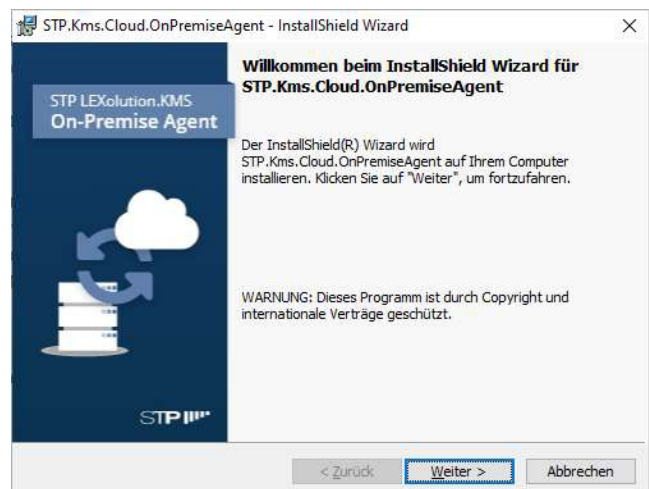 STP.Kms.Cloud.OnPremiseAgent - InstallShield Wizard
STP LEXolution.KMS
On-Premise Agent
STP
Willkommen beim InstallShield Wizard für
STP.Kms.Cloud.OnPremiseAgent
Der InstallShield(R) Wizard wird
STP.Kms.Cloud.OnPremiseAgent auf Ihrem Computer
installieren. Klicken Sie auf "Weiter", um fortzufahren.
WARNUNG: Dieses Programm ist durch Copyright und
internationale Verträge geschützt.
< Zurück
Weiter >
Abbrechen